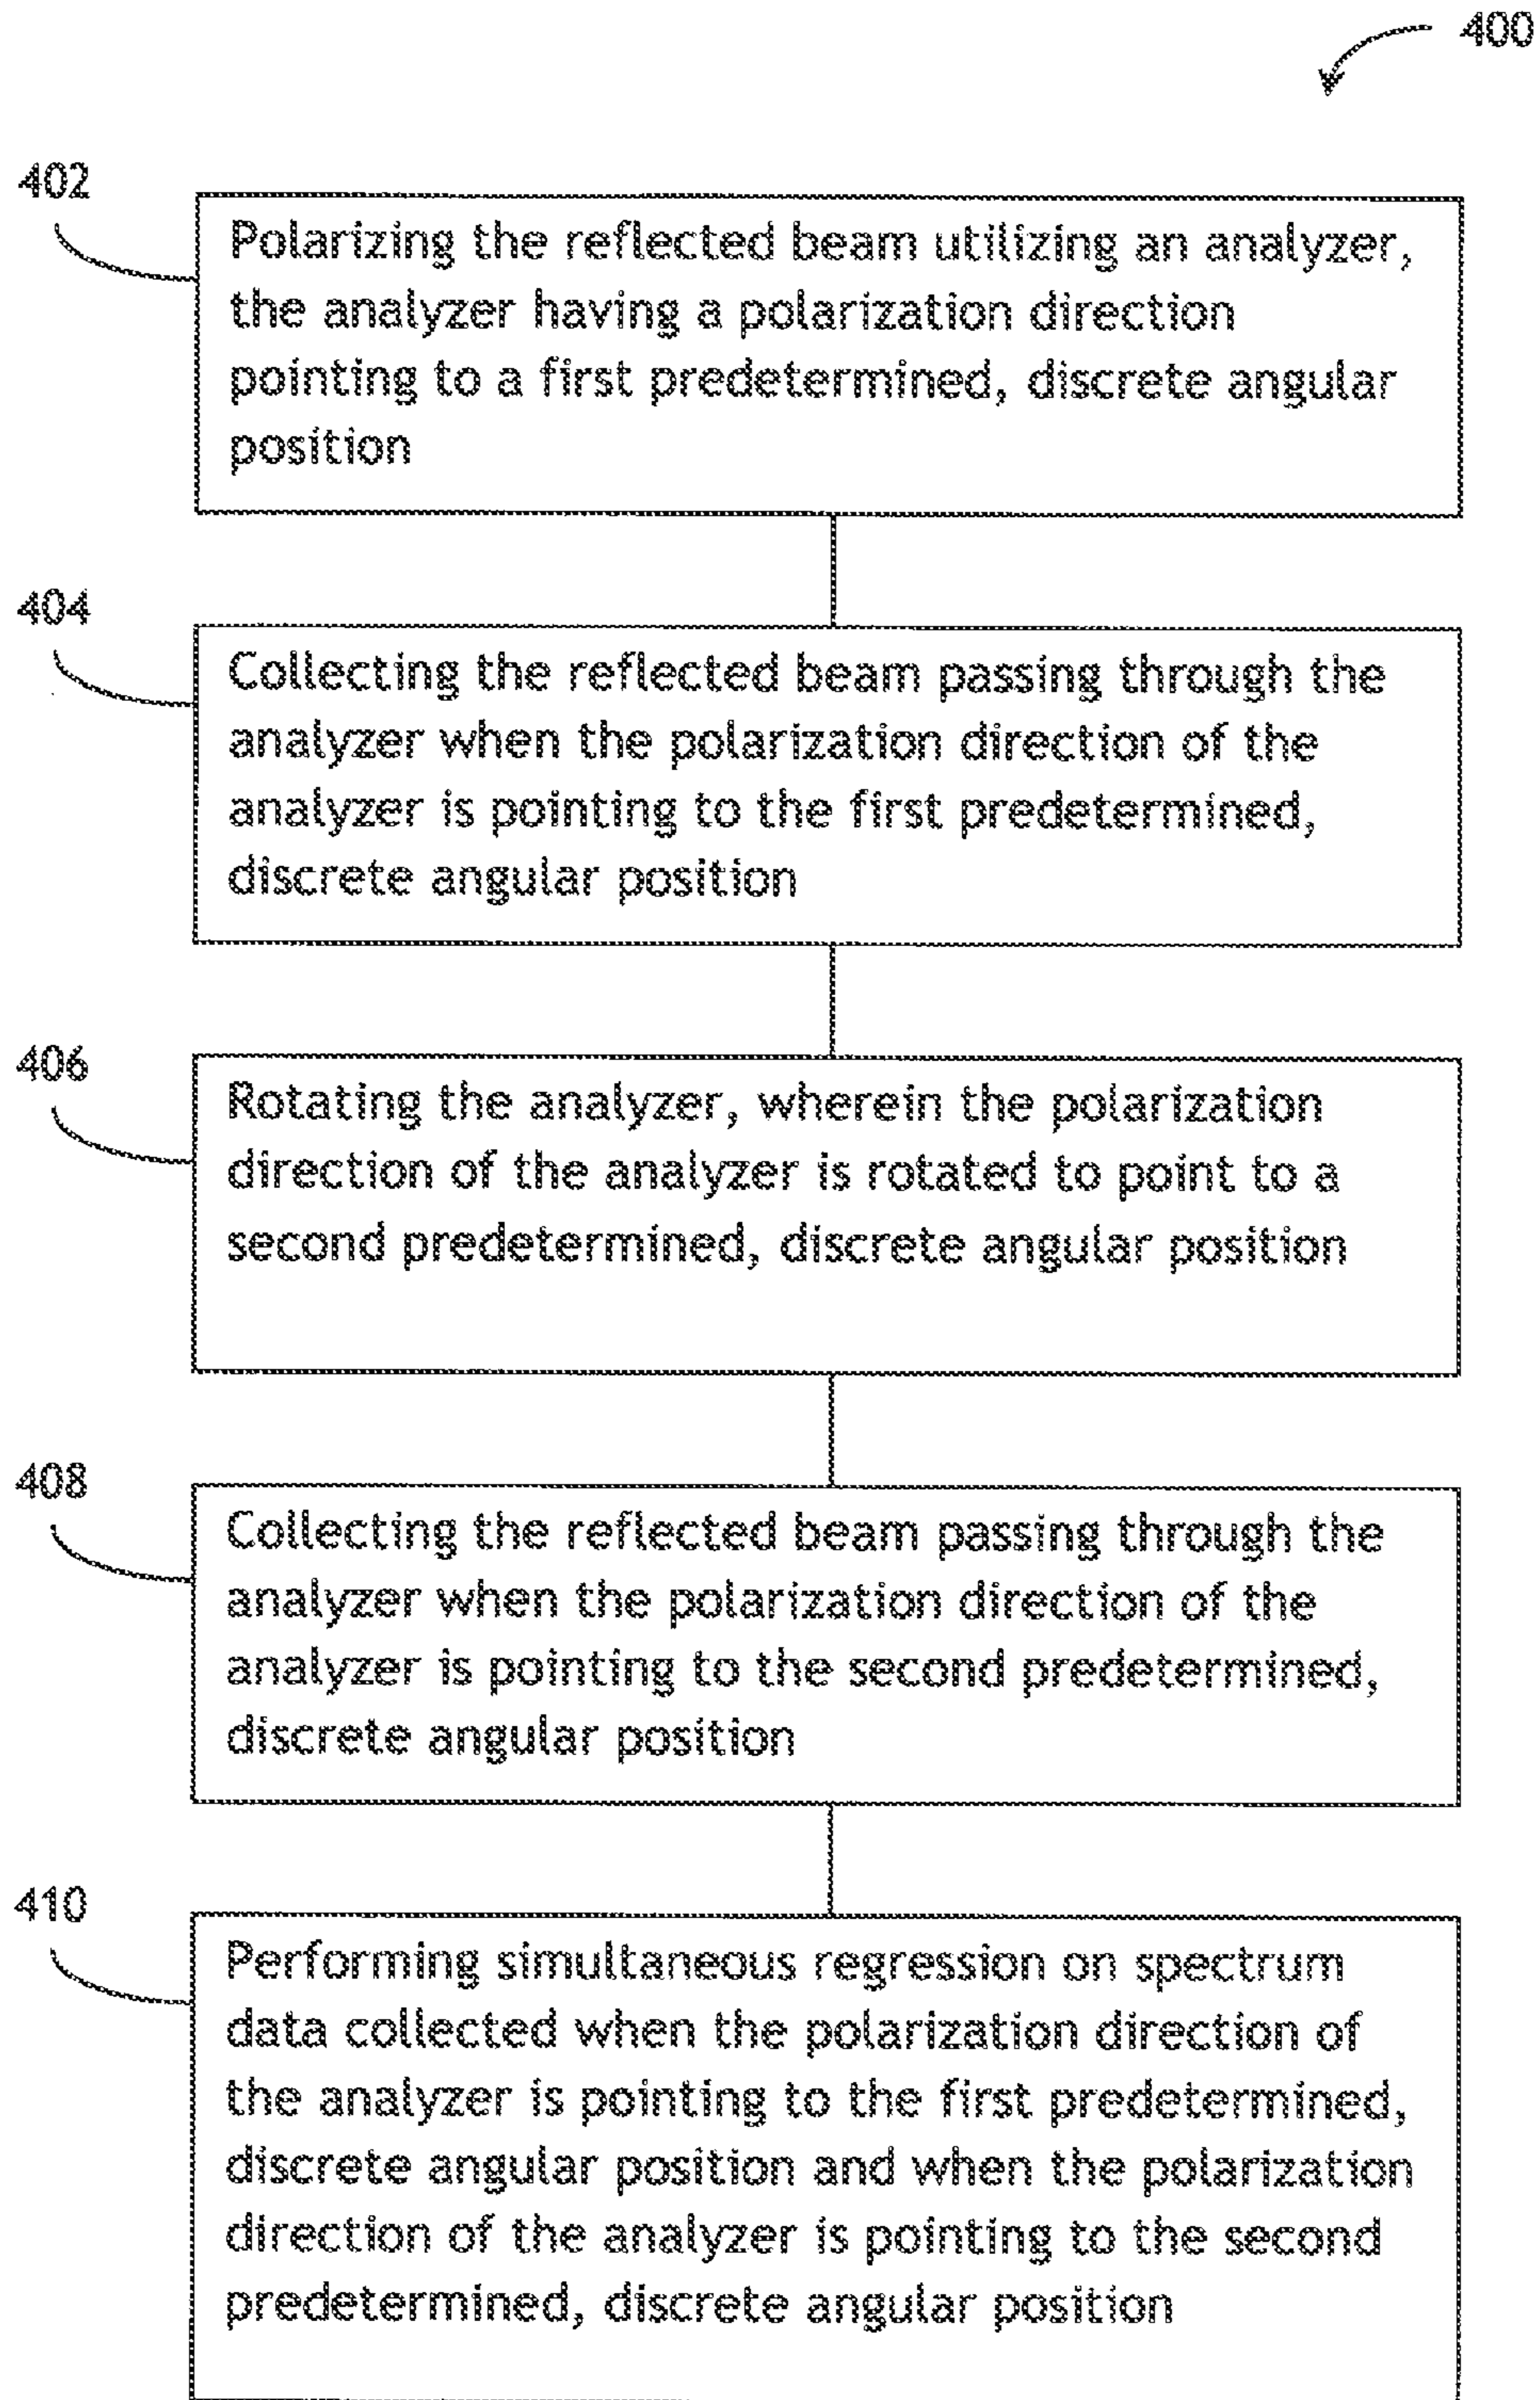 400
402
Polarizing the reflected beam utilizing an analyzer,
the analyzer having a polarization direction
pointing to a first predetermined, discrete angular
position
404
Collecting the reflected beam passing through the
analyzer when the polarization direction of the
analyzer is pointing to the first predetermined,
discrete angular position
406
Rotating the analyzer, wherein the polarization
direction of the analyzer is rotated to point to a
second predetermined, discrete angular position
408
Collecting the reflected beam passing through the
analyzer when the polarization direction of the
analyzer is pointing to the second predetermined,
discrete angular position
410
Performing simultaneous regression on spectrum
data collected when the polarization direction of
the analyzer is pointing to the first predetermined,
discrete angular position and when the polarization
direction of the analyzer is pointing to the second
predetermined, discrete angular position